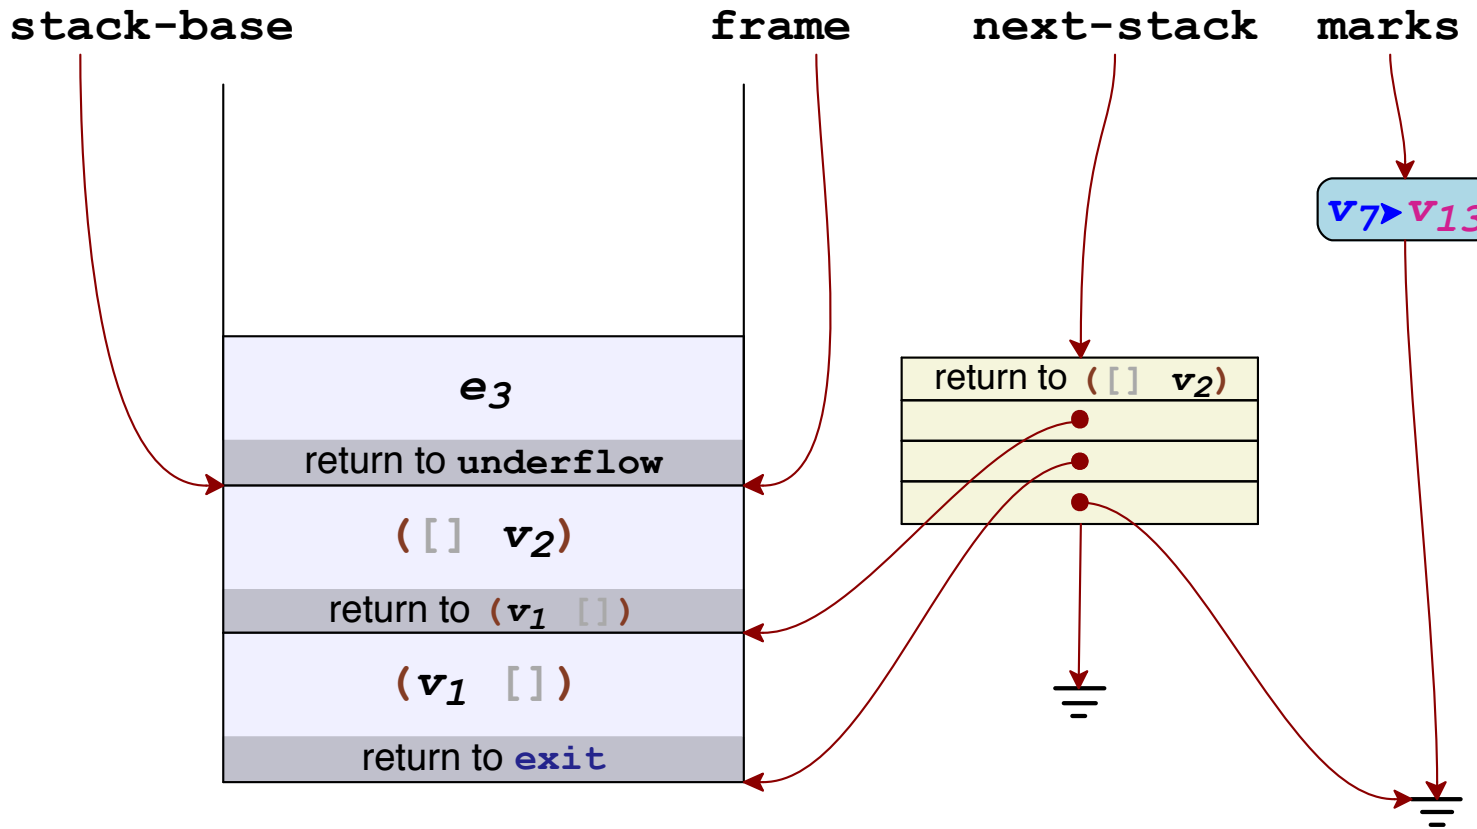 stack-base frame next-stack marks
v7➤v13
e3
return to ([] v2)
return to underflow
([] v2)
return to (v1 [])
(v1 [])
return to exit